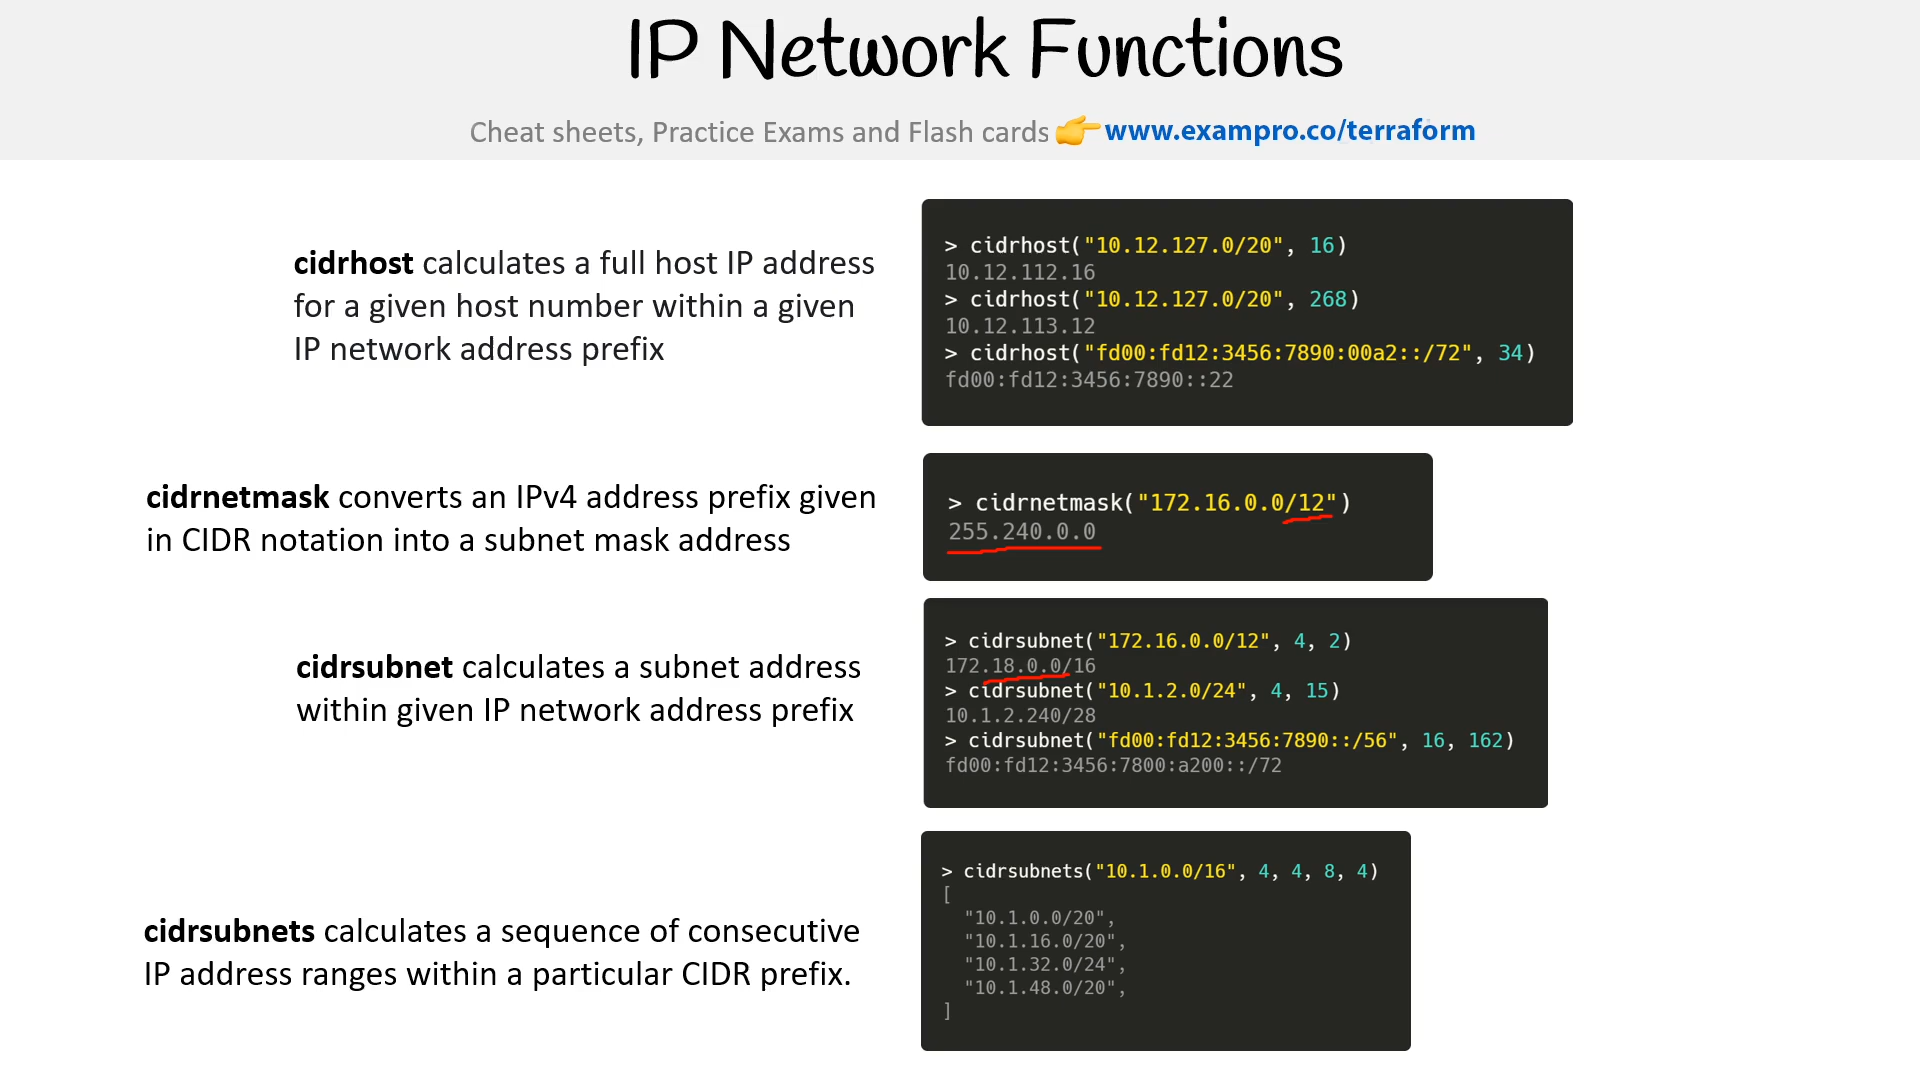 IP Network Functions
Cheat sheets, Practice Exams and Flash cards 👉 www.exampro.co/terraform
cidrhost calculates a full host IP address
for a given host number within a given
IP network address prefix
> cidrhost("10.12.127.0/20", 16)
10.12.112.16
> cidrhost("10.12.127.0/20", 268)
10.12.113.12
> cidrhost("fd00:fd12:3456:7890:00a2::/72", 34)
fd00:fd12:3456:7890::22
cidrnetmask converts an IPv4 address prefix given
in CIDR notation into a subnet mask address
> cidrnetmask("172.16.0.0/12")
255.240.0.0
cidrsubnet calculates a subnet address
within given IP network address prefix
> cidrsubnet("172.16.0.0/12", 4, 2)
172.18.0.0/16
> cidrsubnet("10.1.2.0/24", 4, 15)
10.1.2.240/28
> cidrsubnet("fd00:fd12:3456:7890::/56", 16, 162)
fd00:fd12:3456:7800:a200::/72
cidrsubnets calculates a sequence of consecutive
IP address ranges within a particular CIDR prefix.
> cidrsubnets("10.1.0.0/16", 4, 4, 8, 4)
[
"10.1.0.0/20",
"10.1.16.0/20",
"10.1.32.0/24",
"10.1.48.0/20",
]